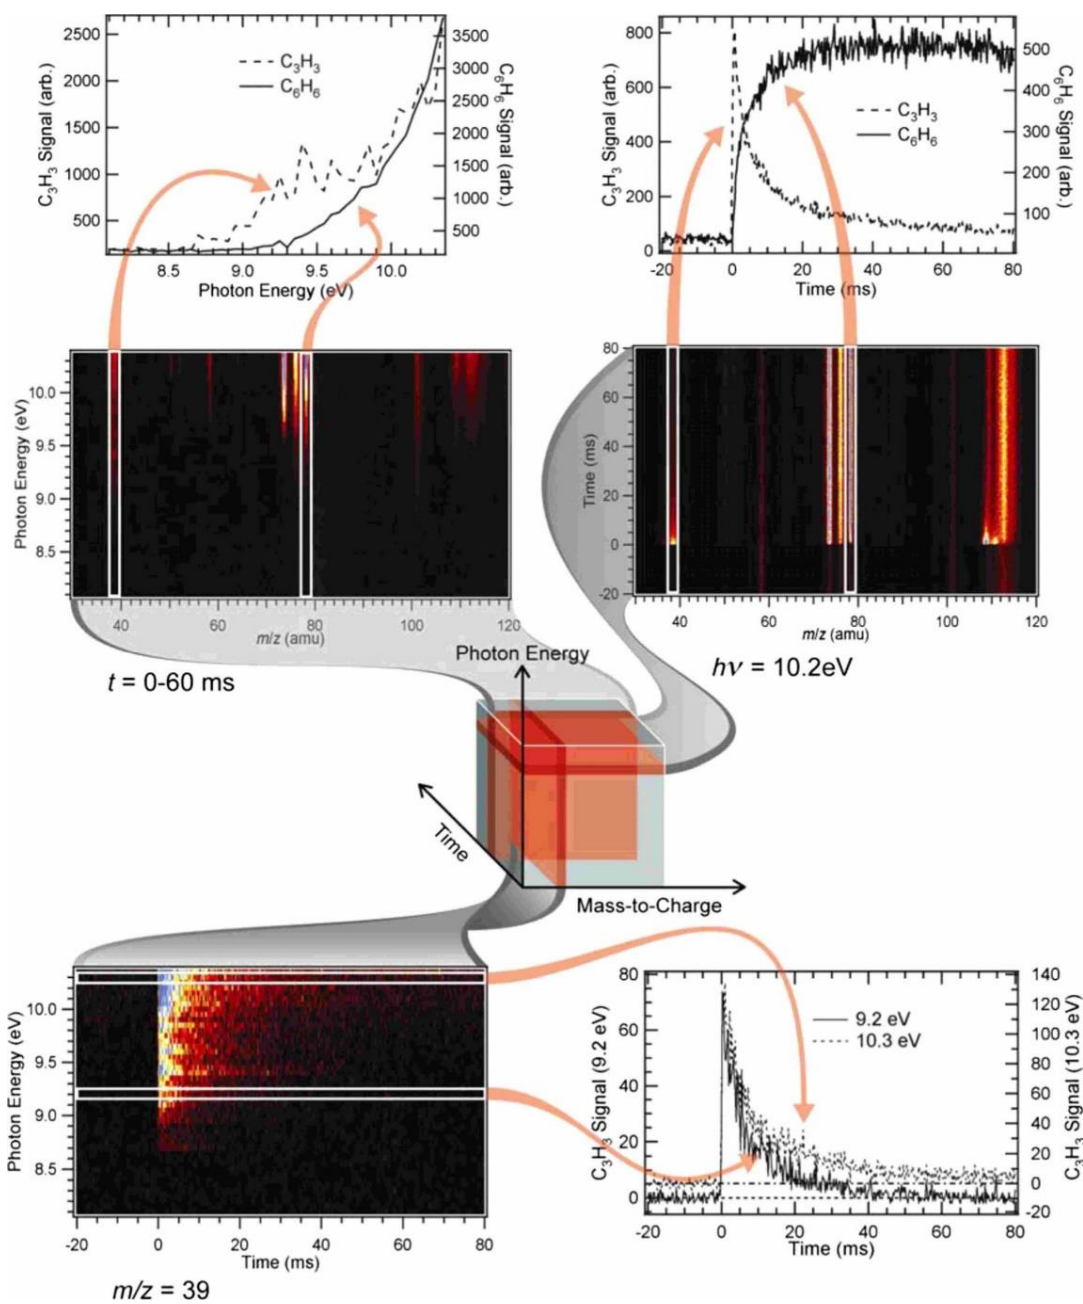 C₃H₃ Signal (arb.)
2500
2000
1500
1000
500
C₃H₃
C₆H₆
3500
3000
2500
2000
1500
1000
500
C₆H₆ Signal (arb.)
8.5 9.0 9.5 10.0
Photon Energy (eV)
C₃H₃ Signal (arb.)
800
600
400
200
0
C₃H₃
C₆H₆
500
400
300
200
100
C₆H₆ Signal (arb.)
-20 0 20 40 60 80
Time (ms)
Photon Energy (eV)
10.0
9.5
9.0
8.5
40 60 80 100 120
m/z (amu)
t = 0-60 ms
Time (ms)
80
60
40
20
0
-20
40 60 80 100 120
m/z (amu)
hν = 10.2eV
Photon Energy
Time
Mass-to-Charge
Photon Energy (eV)
10.0
9.5
9.0
8.5
-20 0 20 40 60 80
Time (ms)
m/z = 39
C₃H₃ Signal (9.2 eV)
80
60
40
20
0
9.2 eV
10.3 eV
140
120
100
80
60
40
20
0
-20
C₃H₃ Signal (10.3 eV)
-20 0 20 40 60 80
Time (ms)